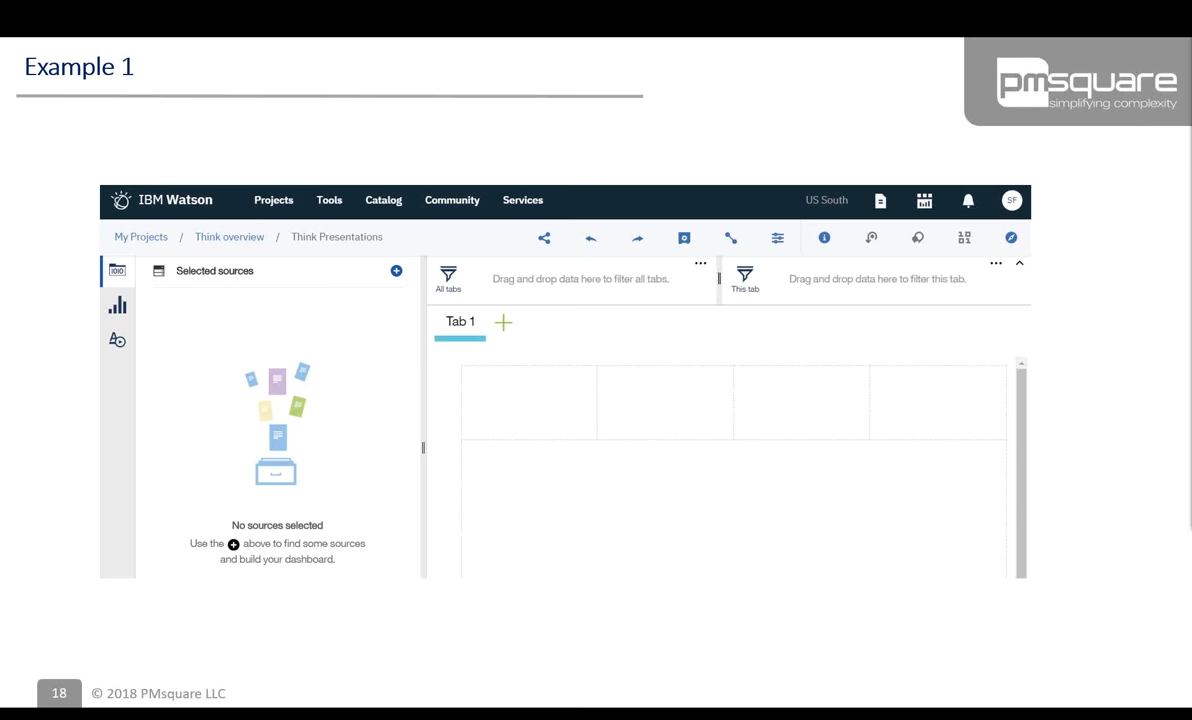 Example 1
pmsquare
simplifying complexity
IBM Watson Projects Tools Catalog Community Services US South SF
My Projects / Think overview / Think Presentations
Selected sources
All tabs
Drag and drop data here to filter all tabs.
This tab
Drag and drop data here to filter this tab.
Tab 1
No sources selected
Use the + above to find some sources
and build your dashboard.
18 © 2018 PMsquare LLC